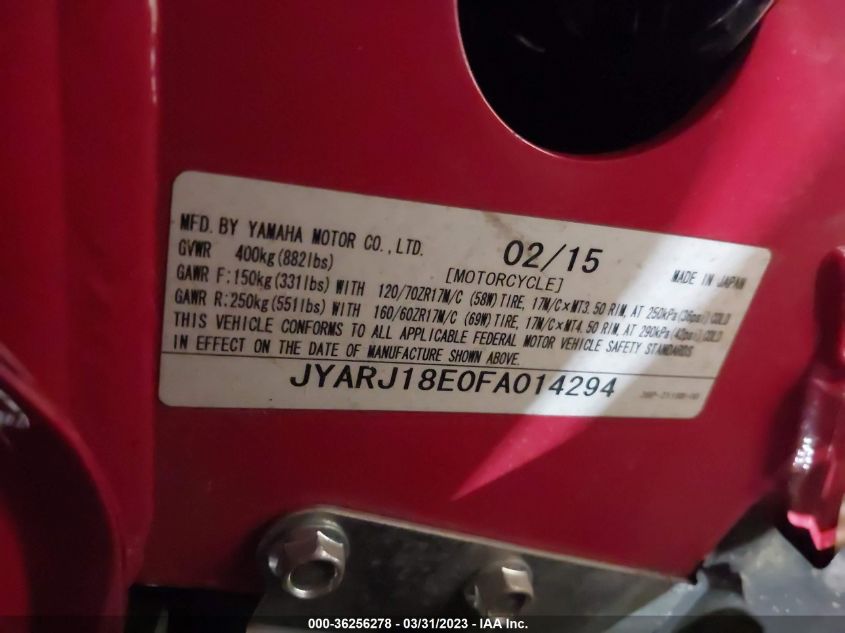 MFD. BY YAMAHA MOTOR CO., LTD. 02/15
GVWR 400kg (882lbs) [MOTORCYCLE] MADE IN JAPAN
GAWR F:150kg (331lbs) WITH 120/70ZR17M/C (58W) TIRE, 17M/C×MT3.50 RIM, AT 250kPa (36psi) COLD
GAWR R:250kg (551lbs) WITH 160/60ZR17M/C (69W) TIRE, 17M/C×MT4.50 RIM, AT 290kPa (42psi) COLD
THIS VEHICLE CONFORMS TO ALL APPLICABLE FEDERAL MOTOR VEHICLE SAFETY STANDARDS
IN EFFECT ON THE DATE OF MANUFACTURE SHOWN ABOVE.
JYARJ18E0FA014294
000-36256278 - 03/31/2023 - IAA Inc.